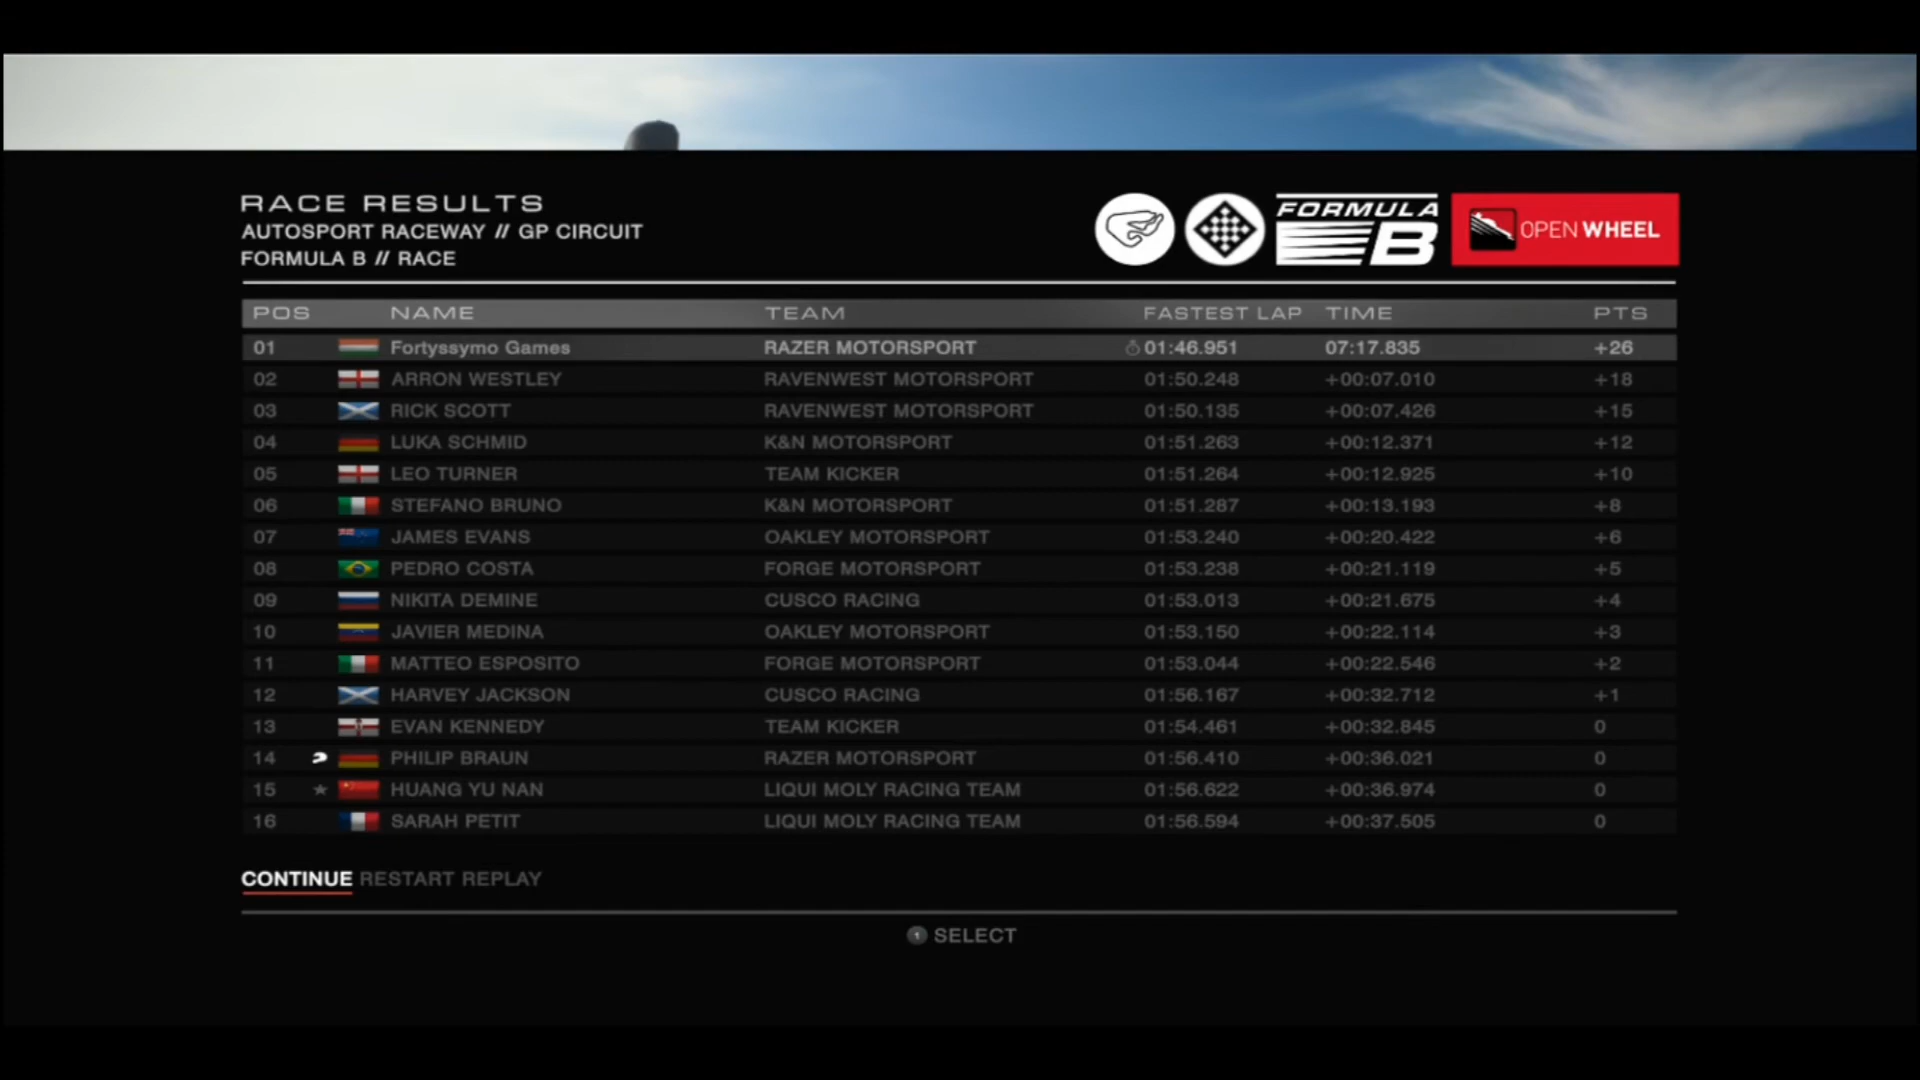 RACE RESULTS
AUTOSPORT RACEWAY // GP CIRCUIT
FORMULA B // RACE
FORMULA B
OPEN WHEEL
POS NAME TEAM FASTEST LAP TIME PTS
01 Fortyssymo Games RAZER MOTORSPORT 01:46.951 07:17.835 +26
02 ARRON WESTLEY RAVENWEST MOTORSPORT 01:50.248 +00:07.010 +18
03 RICK SCOTT RAVENWEST MOTORSPORT 01:50.135 +00:07.426 +15
04 LUKA SCHMID K&N MOTORSPORT 01:51.263 +00:12.371 +12
05 LEO TURNER TEAM KICKER 01:51.264 +00:12.925 +10
06 STEFANO BRUNO K&N MOTORSPORT 01:51.287 +00:13.193 +8
07 JAMES EVANS OAKLEY MOTORSPORT 01:53.240 +00:20.422 +6
08 PEDRO COSTA FORGE MOTORSPORT 01:53.238 +00:21.119 +5
09 NIKITA DEMINE CUSCO RACING 01:53.013 +00:21.675 +4
10 JAVIER MEDINA OAKLEY MOTORSPORT 01:53.150 +00:22.114 +3
11 MATTEO ESPOSITO FORGE MOTORSPORT 01:53.044 +00:22.546 +2
12 HARVEY JACKSON CUSCO RACING 01:56.167 +00:32.712 +1
13 EVAN KENNEDY TEAM KICKER 01:54.461 +00:32.845 0
14 PHILIP BRAUN RAZER MOTORSPORT 01:56.410 +00:36.021 0
15 HUANG YU NAN LIQUI MOLY RACING TEAM 01:56.622 +00:36.974 0
16 SARAH PETIT LIQUI MOLY RACING TEAM 01:56.594 +00:37.505 0
CONTINUE RESTART REPLAY
1 SELECT